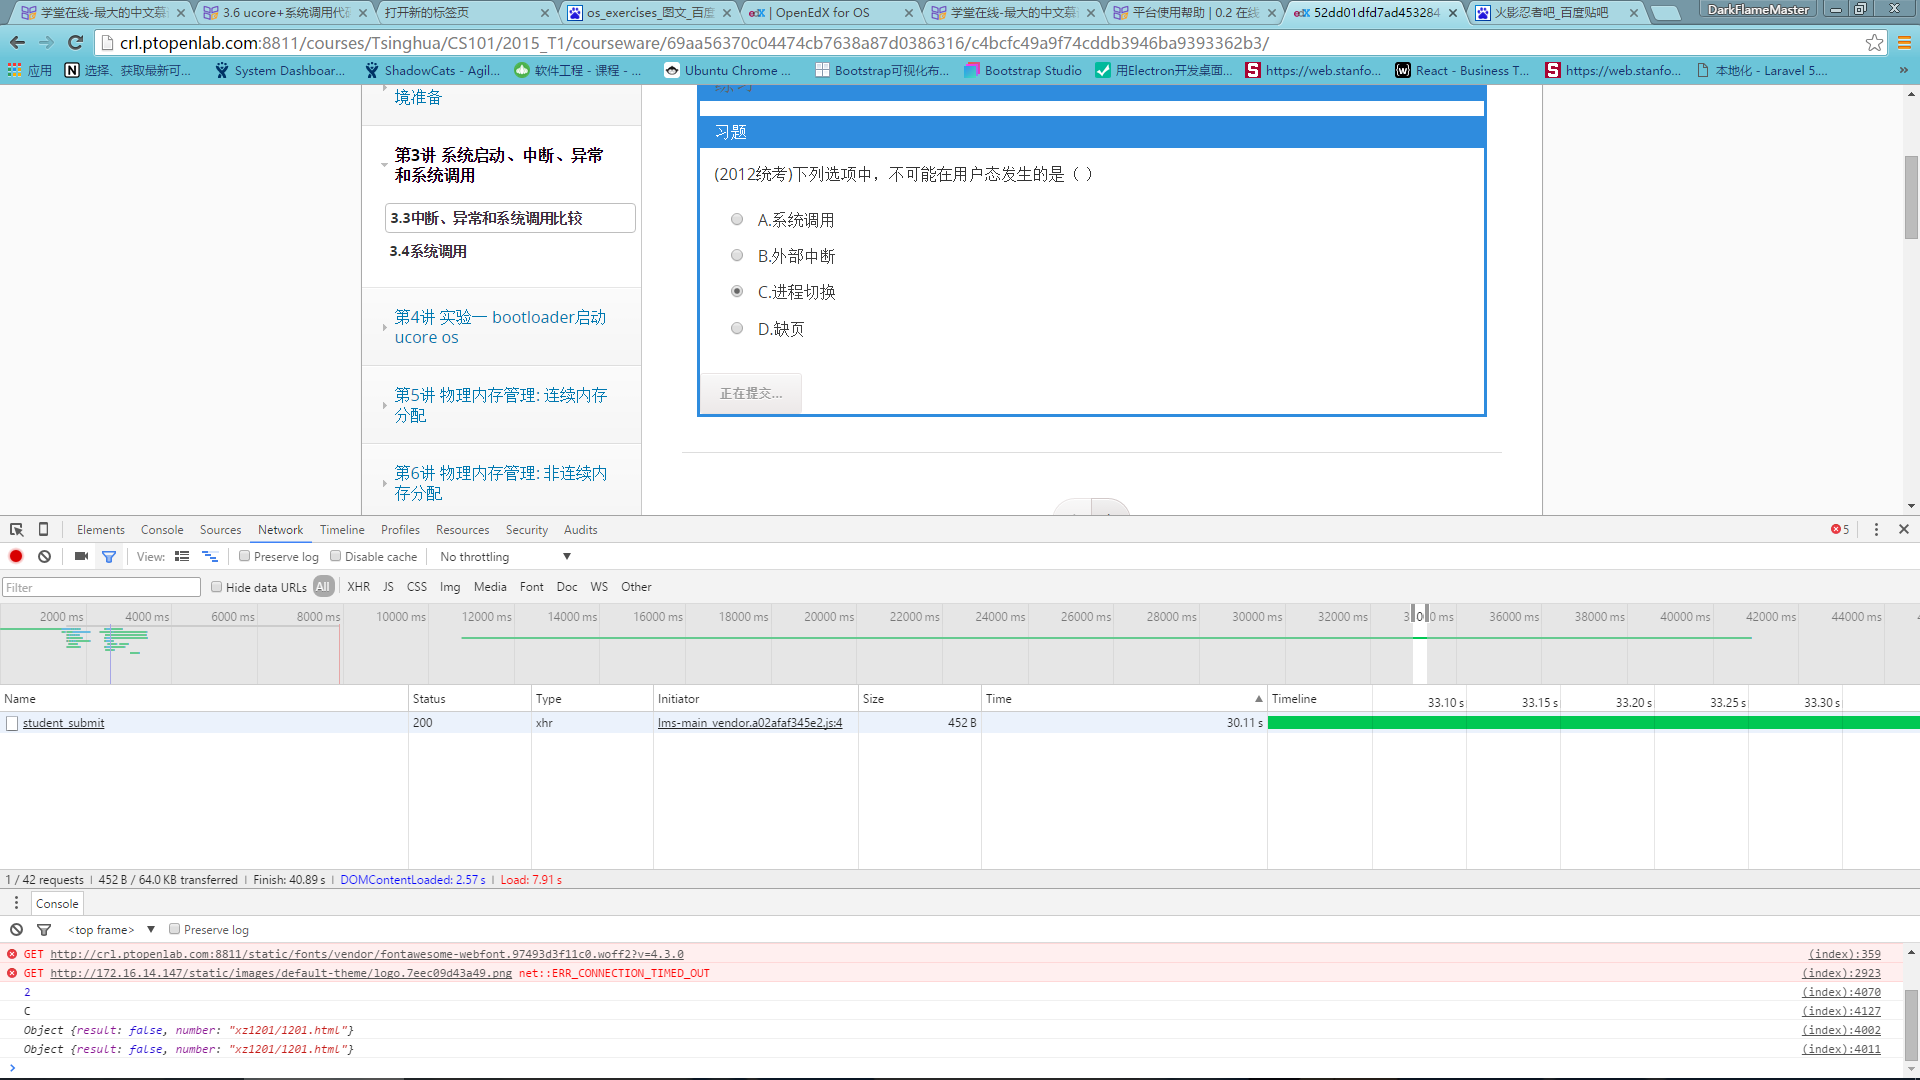 学堂在线-最大的中文慕
3.6 ucore+系统调用代
打开新的标签页
os_exercises_图文_百度
| OpenEdX for OS
学堂在线-最大的中文慕
平台使用帮助 | 0.2 在线
52dd01dfd7ad453284
火影忍者吧_百度贴吧
DarkFlameMaster
crl.ptopenlab.com:8811/courses/Tsinghua/CS101/2015_T1/courseware/69aa56370c04474cb7638a87d0386316/c4bcfc49a9f74cddb3946ba9393362b3/
应用
选择、获取最新可...
System Dashboar...
ShadowCats - Agil...
软件工程 - 课程 - ...
Ubuntu Chrome ...
Bootstrap可视化布...
Bootstrap Studio
用Electron开发桌面...
https://web.stanfo...
React - Business T...
https://web.stanfo...
本地化 - Laravel 5....
»
境准备
第3讲 系统启动、中断、异常
和系统调用
3.3中断、异常和系统调用比较
3.4系统调用
第4讲 实验一 bootloader启动
ucore os
第5讲 物理内存管理: 连续内存
分配
第6讲 物理内存管理: 非连续内
存分配
练习
习题
(2012统考)下列选项中，不可能在用户态发生的是（ ）
A.系统调用
B.外部中断
C.进程切换
D.缺页
正在提交...
Elements Console Sources Network Timeline Profiles Resources Security Audits
5
View: Preserve log Disable cache No throttling
Filter Hide data URLs All XHR JS CSS Img Media Font Doc WS Other
2000 ms 4000 ms 6000 ms 8000 ms 10000 ms 12000 ms 14000 ms 16000 ms 18000 ms 20000 ms 22000 ms 24000 ms 26000 ms 28000 ms 30000 ms 32000 ms 36000 ms 38000 ms 40000 ms 42000 ms 44000 ms
Name Status Type Initiator Size Time Timeline 33.10 s 33.15 s 33.20 s 33.25 s 33.30 s
student_submit 200 xhr lms-main_vendor.a02afaf345e2.js:4 452 B 30.11 s
1 / 42 requests | 452 B / 64.0 KB transferred | Finish: 40.89 s | DOMContentLoaded: 2.57 s | Load: 7.91 s
Console
<top frame> Preserve log
GET http://crl.ptopenlab.com:8811/static/fonts/vendor/fontawesome-webfont.97493d3f11c0.woff2?v=4.3.0 (index):359
GET http://172.16.14.147/static/images/default-theme/logo.7eec09d43a49.png net::ERR_CONNECTION_TIMED_OUT (index):2923
2 (index):4070
C (index):4127
Object {result: false, number: "xz1201/1201.html"} (index):4002
Object {result: false, number: "xz1201/1201.html"} (index):4011